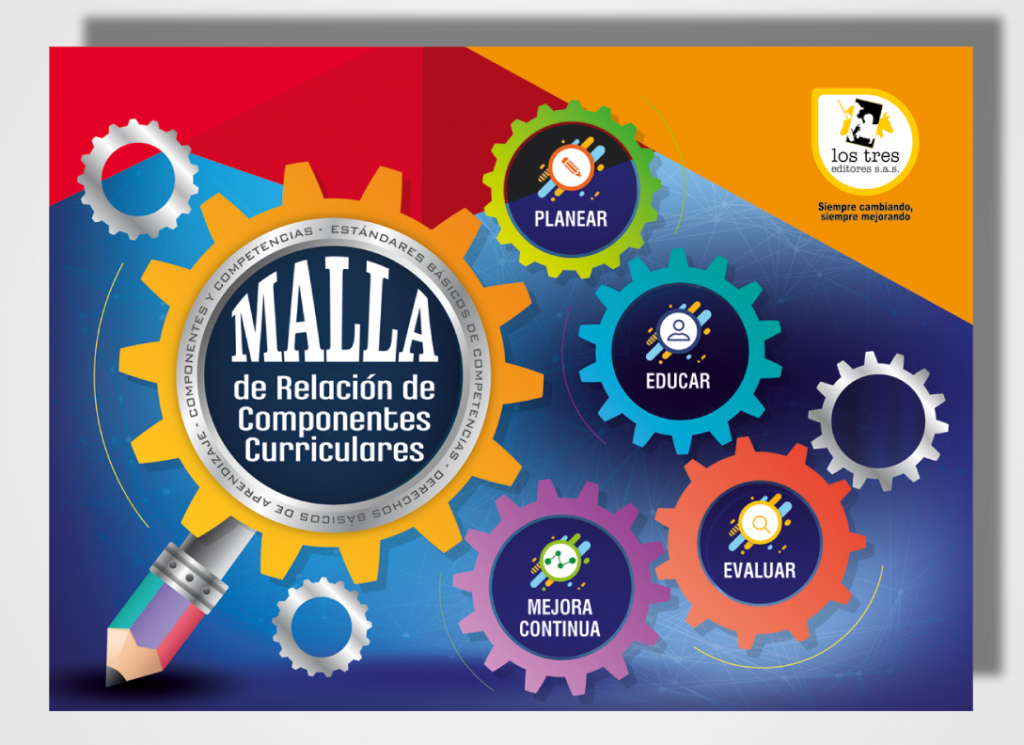 COMPONENTES Y COMPETENCIAS - ESTÁNDARES BÁSICOS DE COMPETENCIAS - DERECHOS BÁSICOS DE APRENDIZAJE -
MALLA
de Relación de
Componentes
Curriculares
PLANEAR
EDUCAR
EVALUAR
MEJORA
CONTINUA
los tres
editores s.a.s.
Siempre cambiando,
siempre mejorando